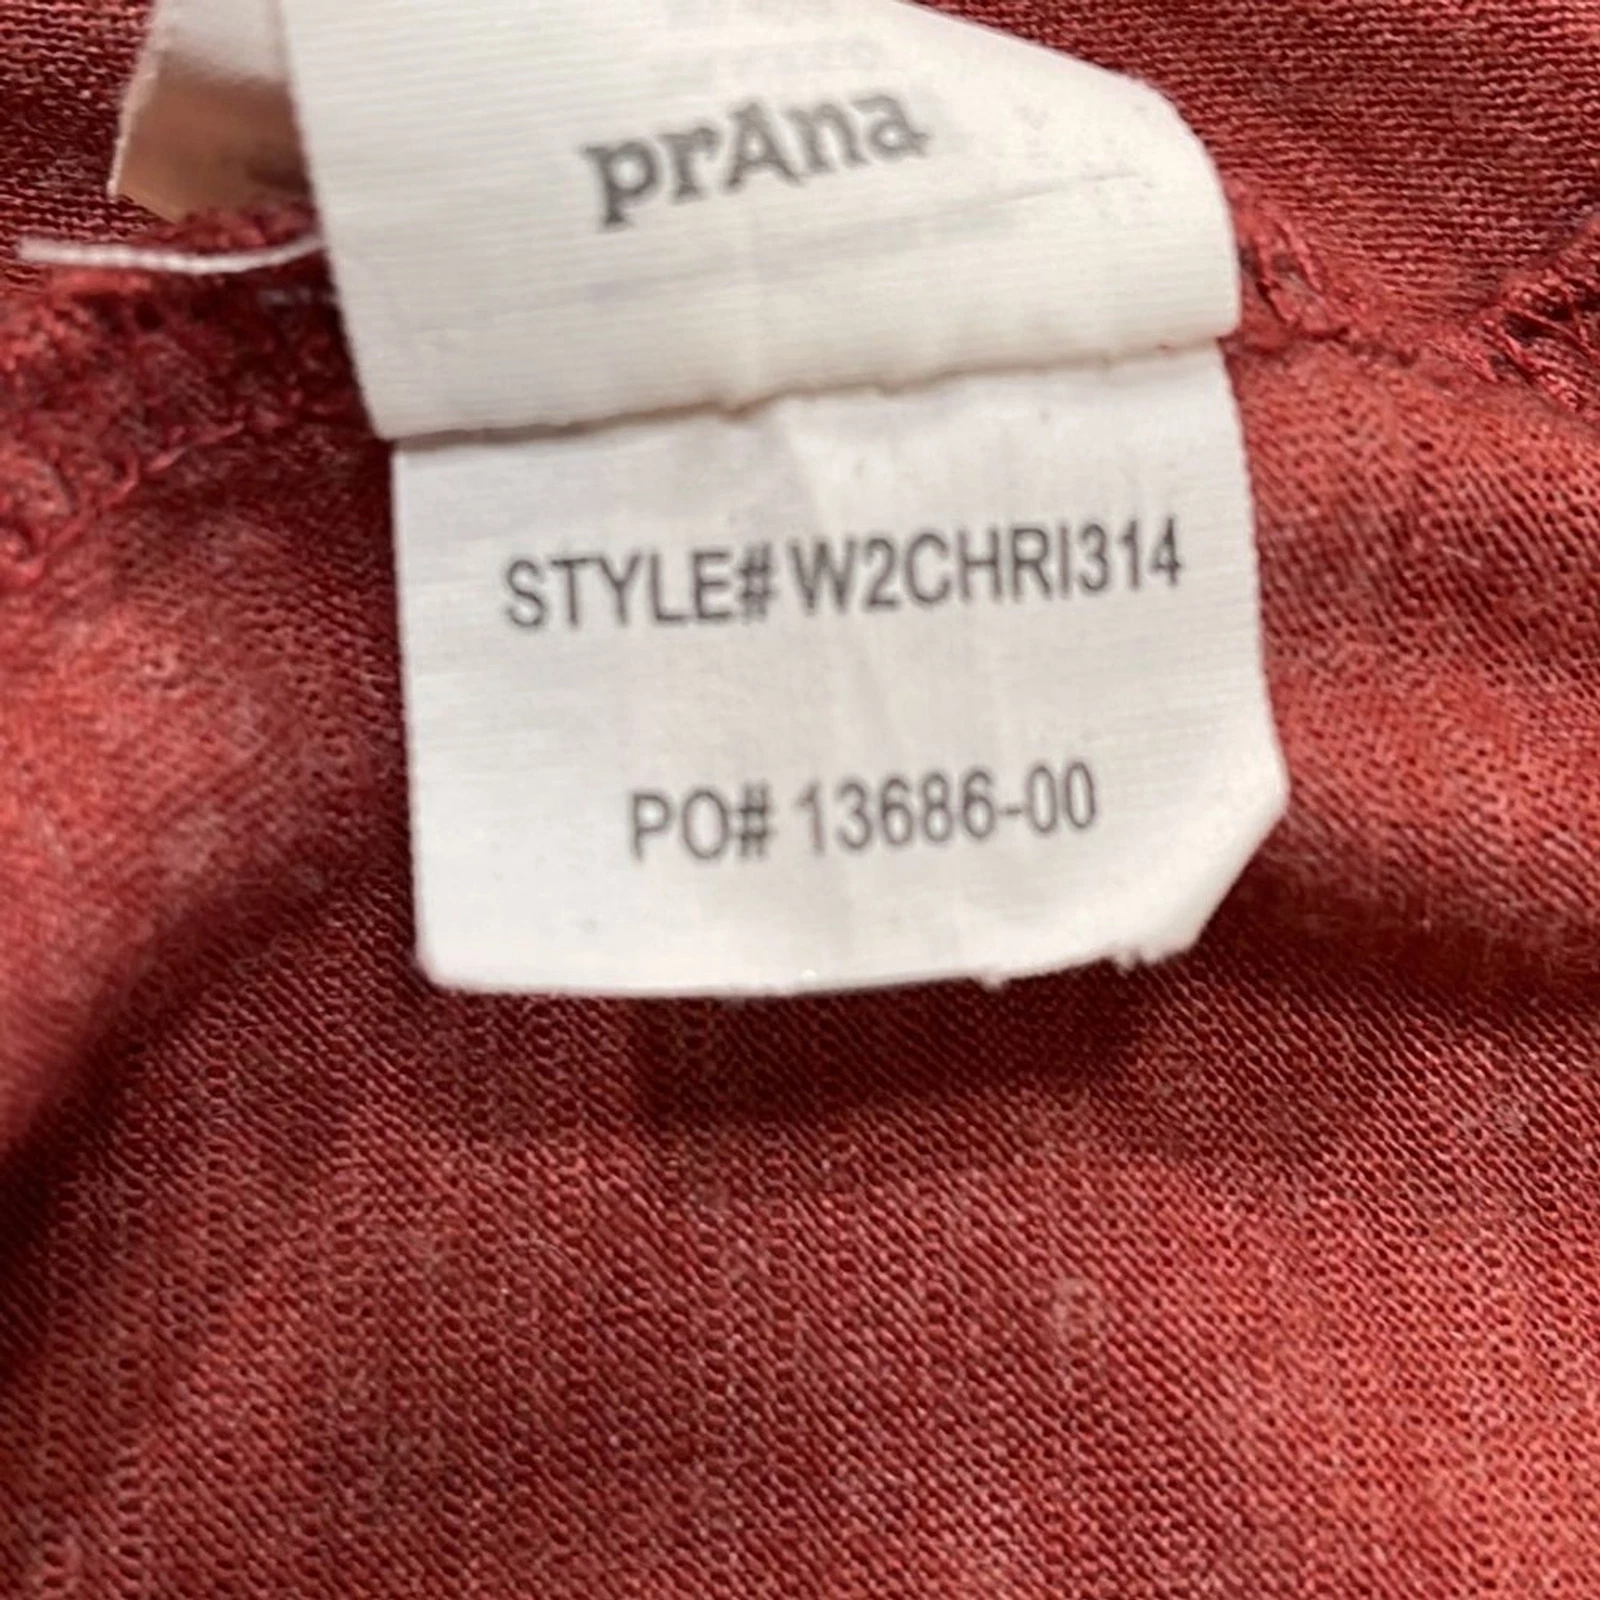 prAna
STYLE# W2CHRI314
PO# 13686-00